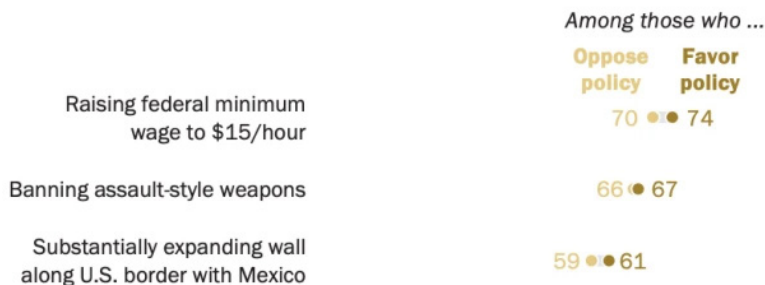 Among those who ...
Oppose Favor
policy policy
Raising federal minimum
wage to $15/hour
70 74
Banning assault-style weapons
66 67
Substantially expanding wall
along U.S. border with Mexico
59 61